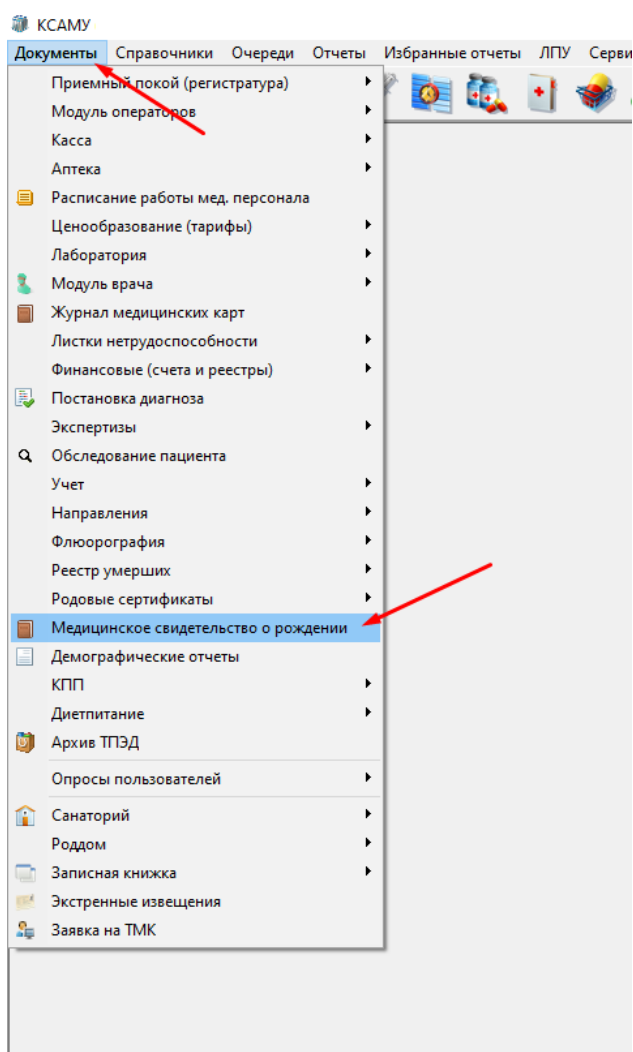 КСАМУ
Документы Справочники Очереди Отчеты Избранные отчеты ЛПУ Серви
Приемный покой (регистратура)
Модуль операторов
Касса
Аптека
Расписание работы мед. персонала
Ценообразование (тарифы)
Лаборатория
Модуль врача
Журнал медицинских карт
Листки нетрудоспособности
Финансовые (счета и реестры)
Постановка диагноза
Экспертизы
Обследование пациента
Учет
Направления
Флюорография
Реестр умерших
Родовые сертификаты
Медицинское свидетельство о рождении
Демографические отчеты
КПП
Диетпитание
Архив ТПЭД
Опросы пользователей
Санаторий
Роддом
Записная книжка
Экстренные извещения
Заявка на ТМК